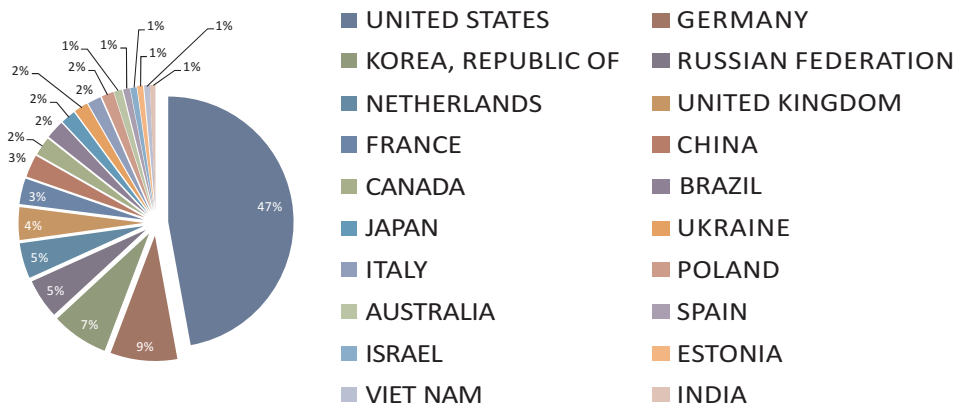 1%
1%
1%
1%
1%
1%
2%
2%
2%
2%
2%
2%
3%
3%
4%
5%
5%
7%
9%
47%
UNITED STATES
GERMANY
KOREA, REPUBLIC OF
RUSSIAN FEDERATION
NETHERLANDS
UNITED KINGDOM
FRANCE
CHINA
CANADA
BRAZIL
JAPAN
UKRAINE
ITALY
POLAND
AUSTRALIA
SPAIN
ISRAEL
ESTONIA
VIET NAM
INDIA